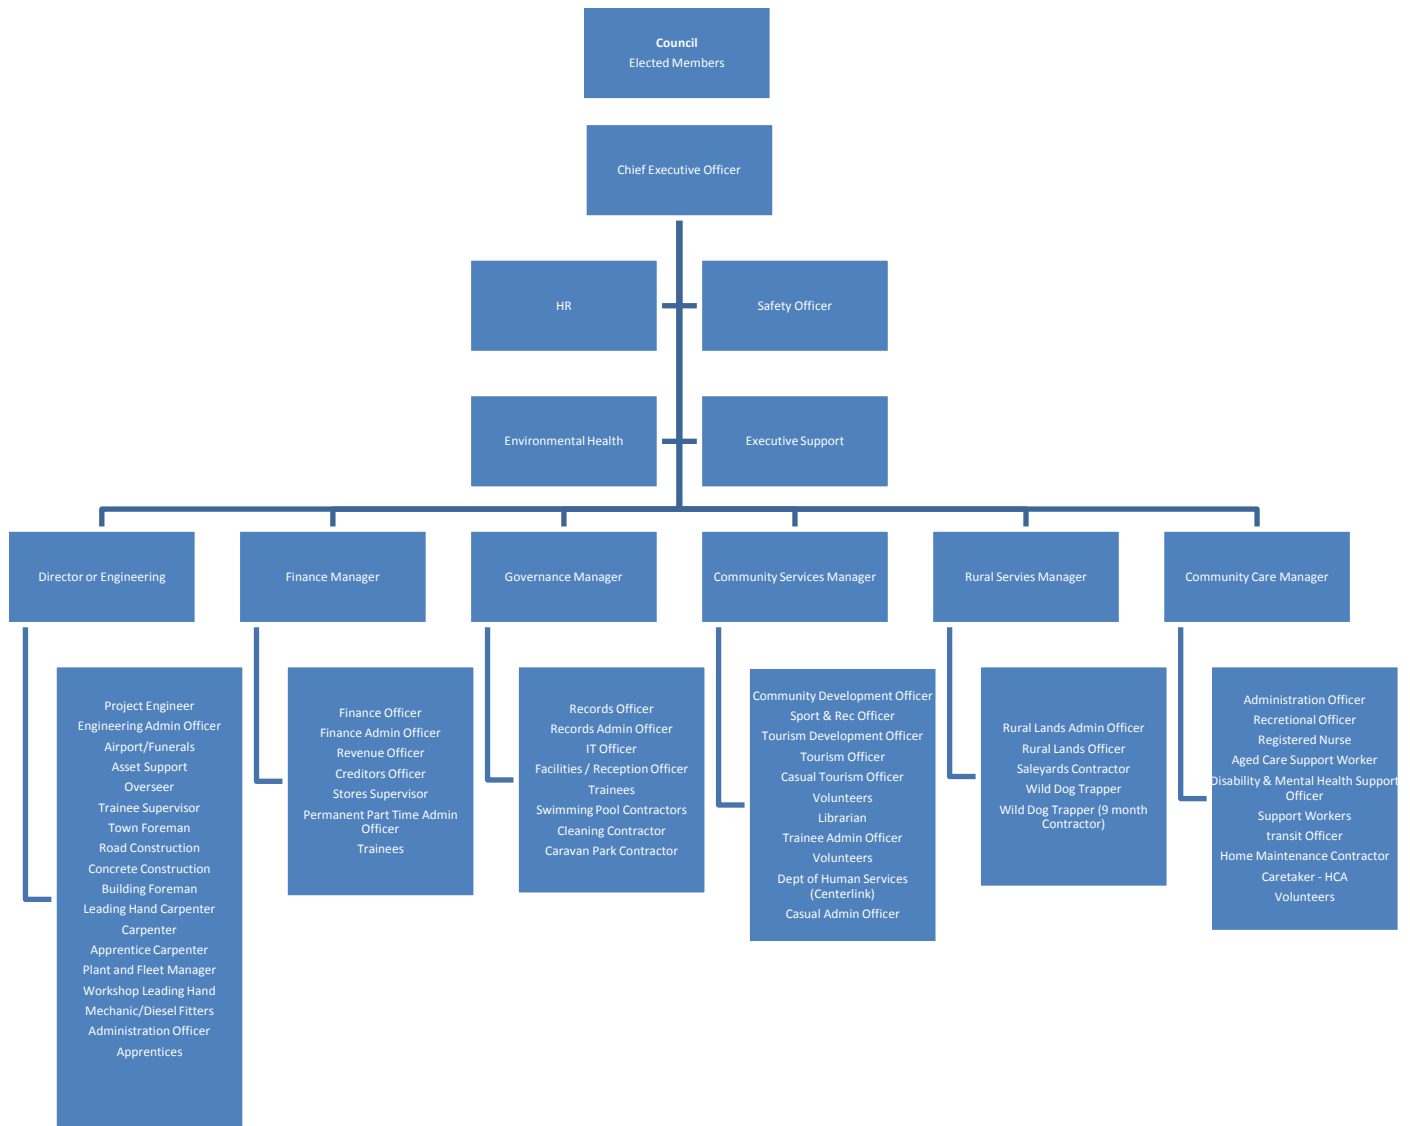 Council
Elected Members
Chief Executive Officer
HR
Safety Officer
Environmental Health
Executive Support
Director or Engineering
Finance Manager
Governance Manager
Community Services Manager
Rural Servies Manager
Community Care Manager
Project Engineer
Engineering Admin Officer
Airport/Funerals
Asset Support
Overseer
Trainee Supervisor
Town Foreman
Road Construction
Concrete Construction
Building Foreman
Leading Hand Carpenter
Carpenter
Apprentice Carpenter
Plant and Fleet Manager
Workshop Leading Hand
Mechanic/Diesel Fitters
Administration Officer
Apprentices
Finance Officer
Finance Admin Officer
Revenue Officer
Creditors Officer
Stores Supervisor
Permanent Part Time Admin
Officer
Trainees
Records Officer
Records Admin Officer
IT Officer
Facilities / Reception Officer
Trainees
Swimming Pool Contractors
Cleaning Contractor
Caravan Park Contractor
Community Development Officer
Sport & Rec Officer
Tourism Development Officer
Tourism Officer
Casual Tourism Officer
Volunteers
Librarian
Trainee Admin Officer
Volunteers
Dept of Human Services
(Centerlink)
Casual Admin Officer
Rural Lands Admin Officer
Rural Lands Officer
Saleyards Contractor
Wild Dog Trapper
Wild Dog Trapper (9 month
Contractor)
Administration Officer
Recretional Officer
Registered Nurse
Aged Care Support Worker
Disability & Mental Health Support
Officer
Support Workers
transit Officer
Home Maintenance Contractor
Caretaker - HCA
Volunteers